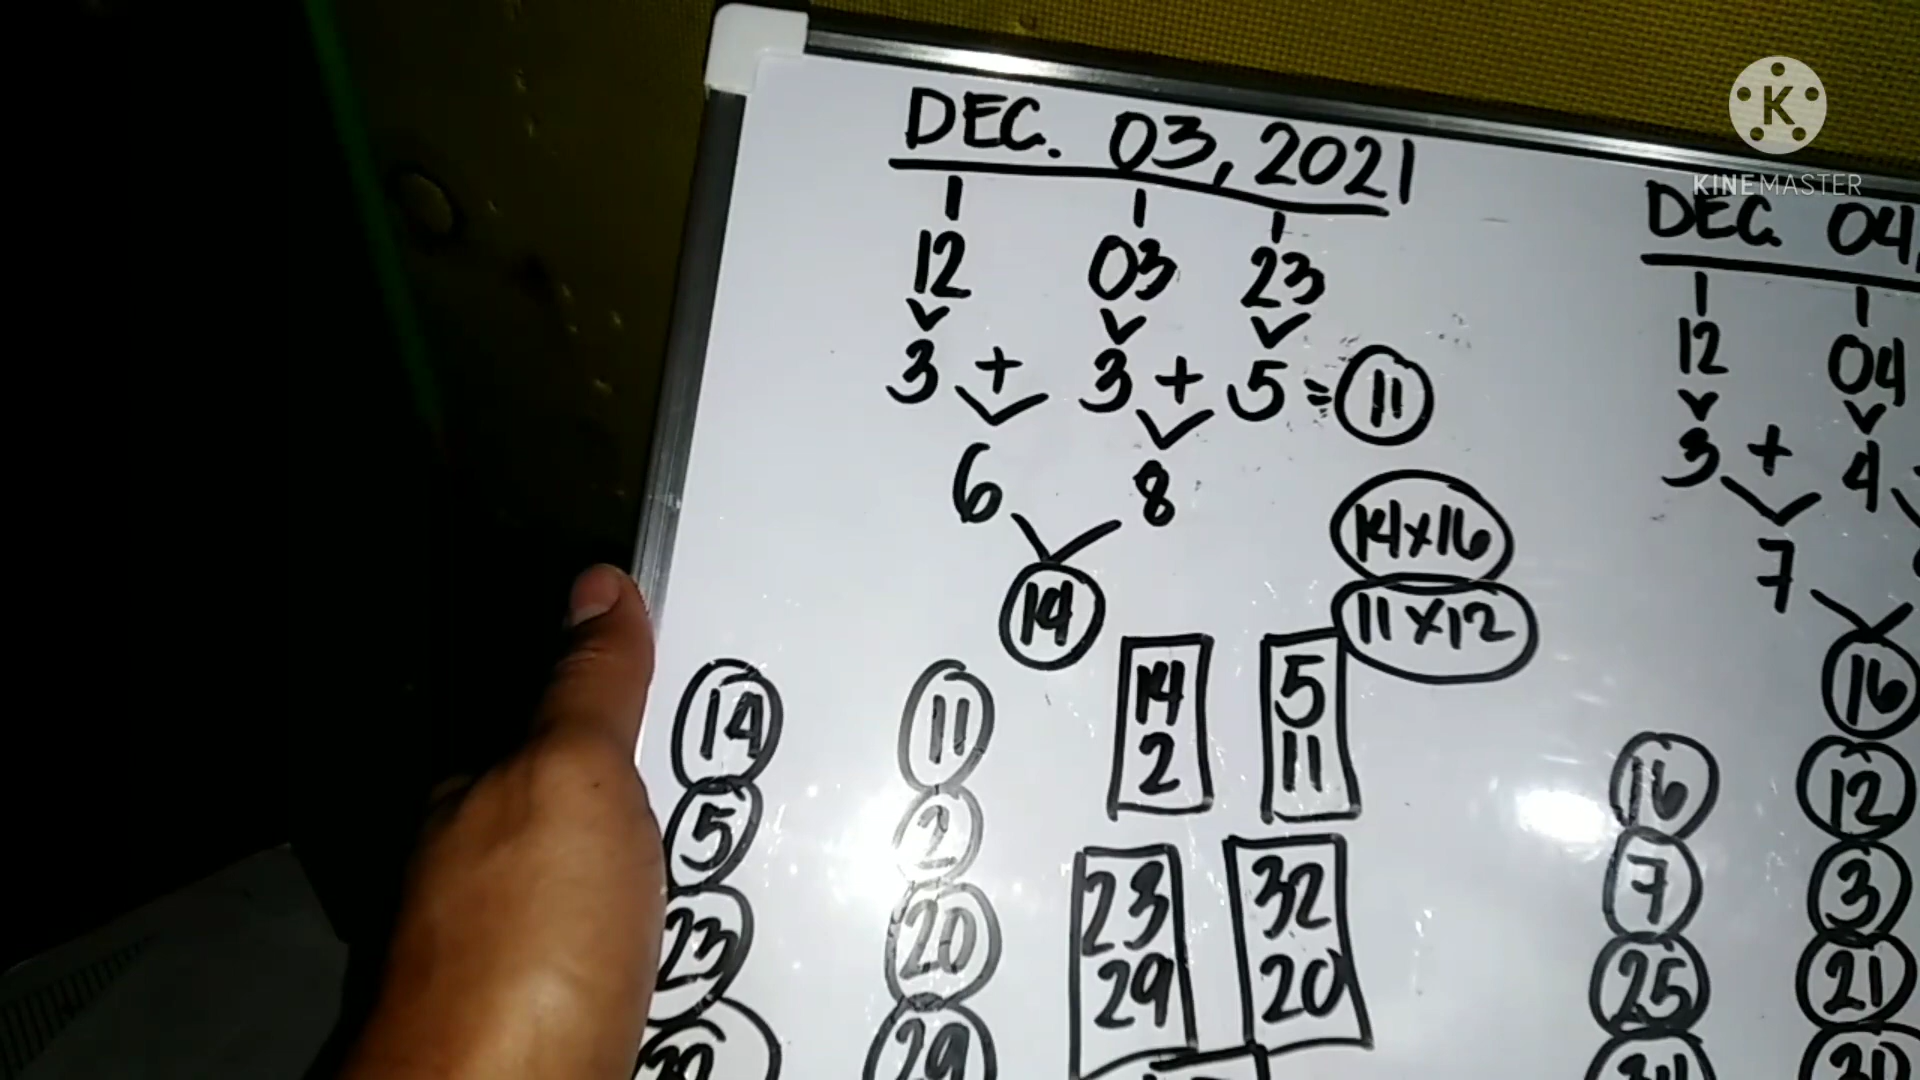 DEC. 03, 2021
12 03 23
3 + 3 + 5 = 11
6 8
14
14x16
11x12
14 11
5 2
23 20
29
14 5
2 11
23 32
29 20
DEC. 04,
12 04
3 + 4
7
16
16 12
7 3
25 21
K
KINEMASTER